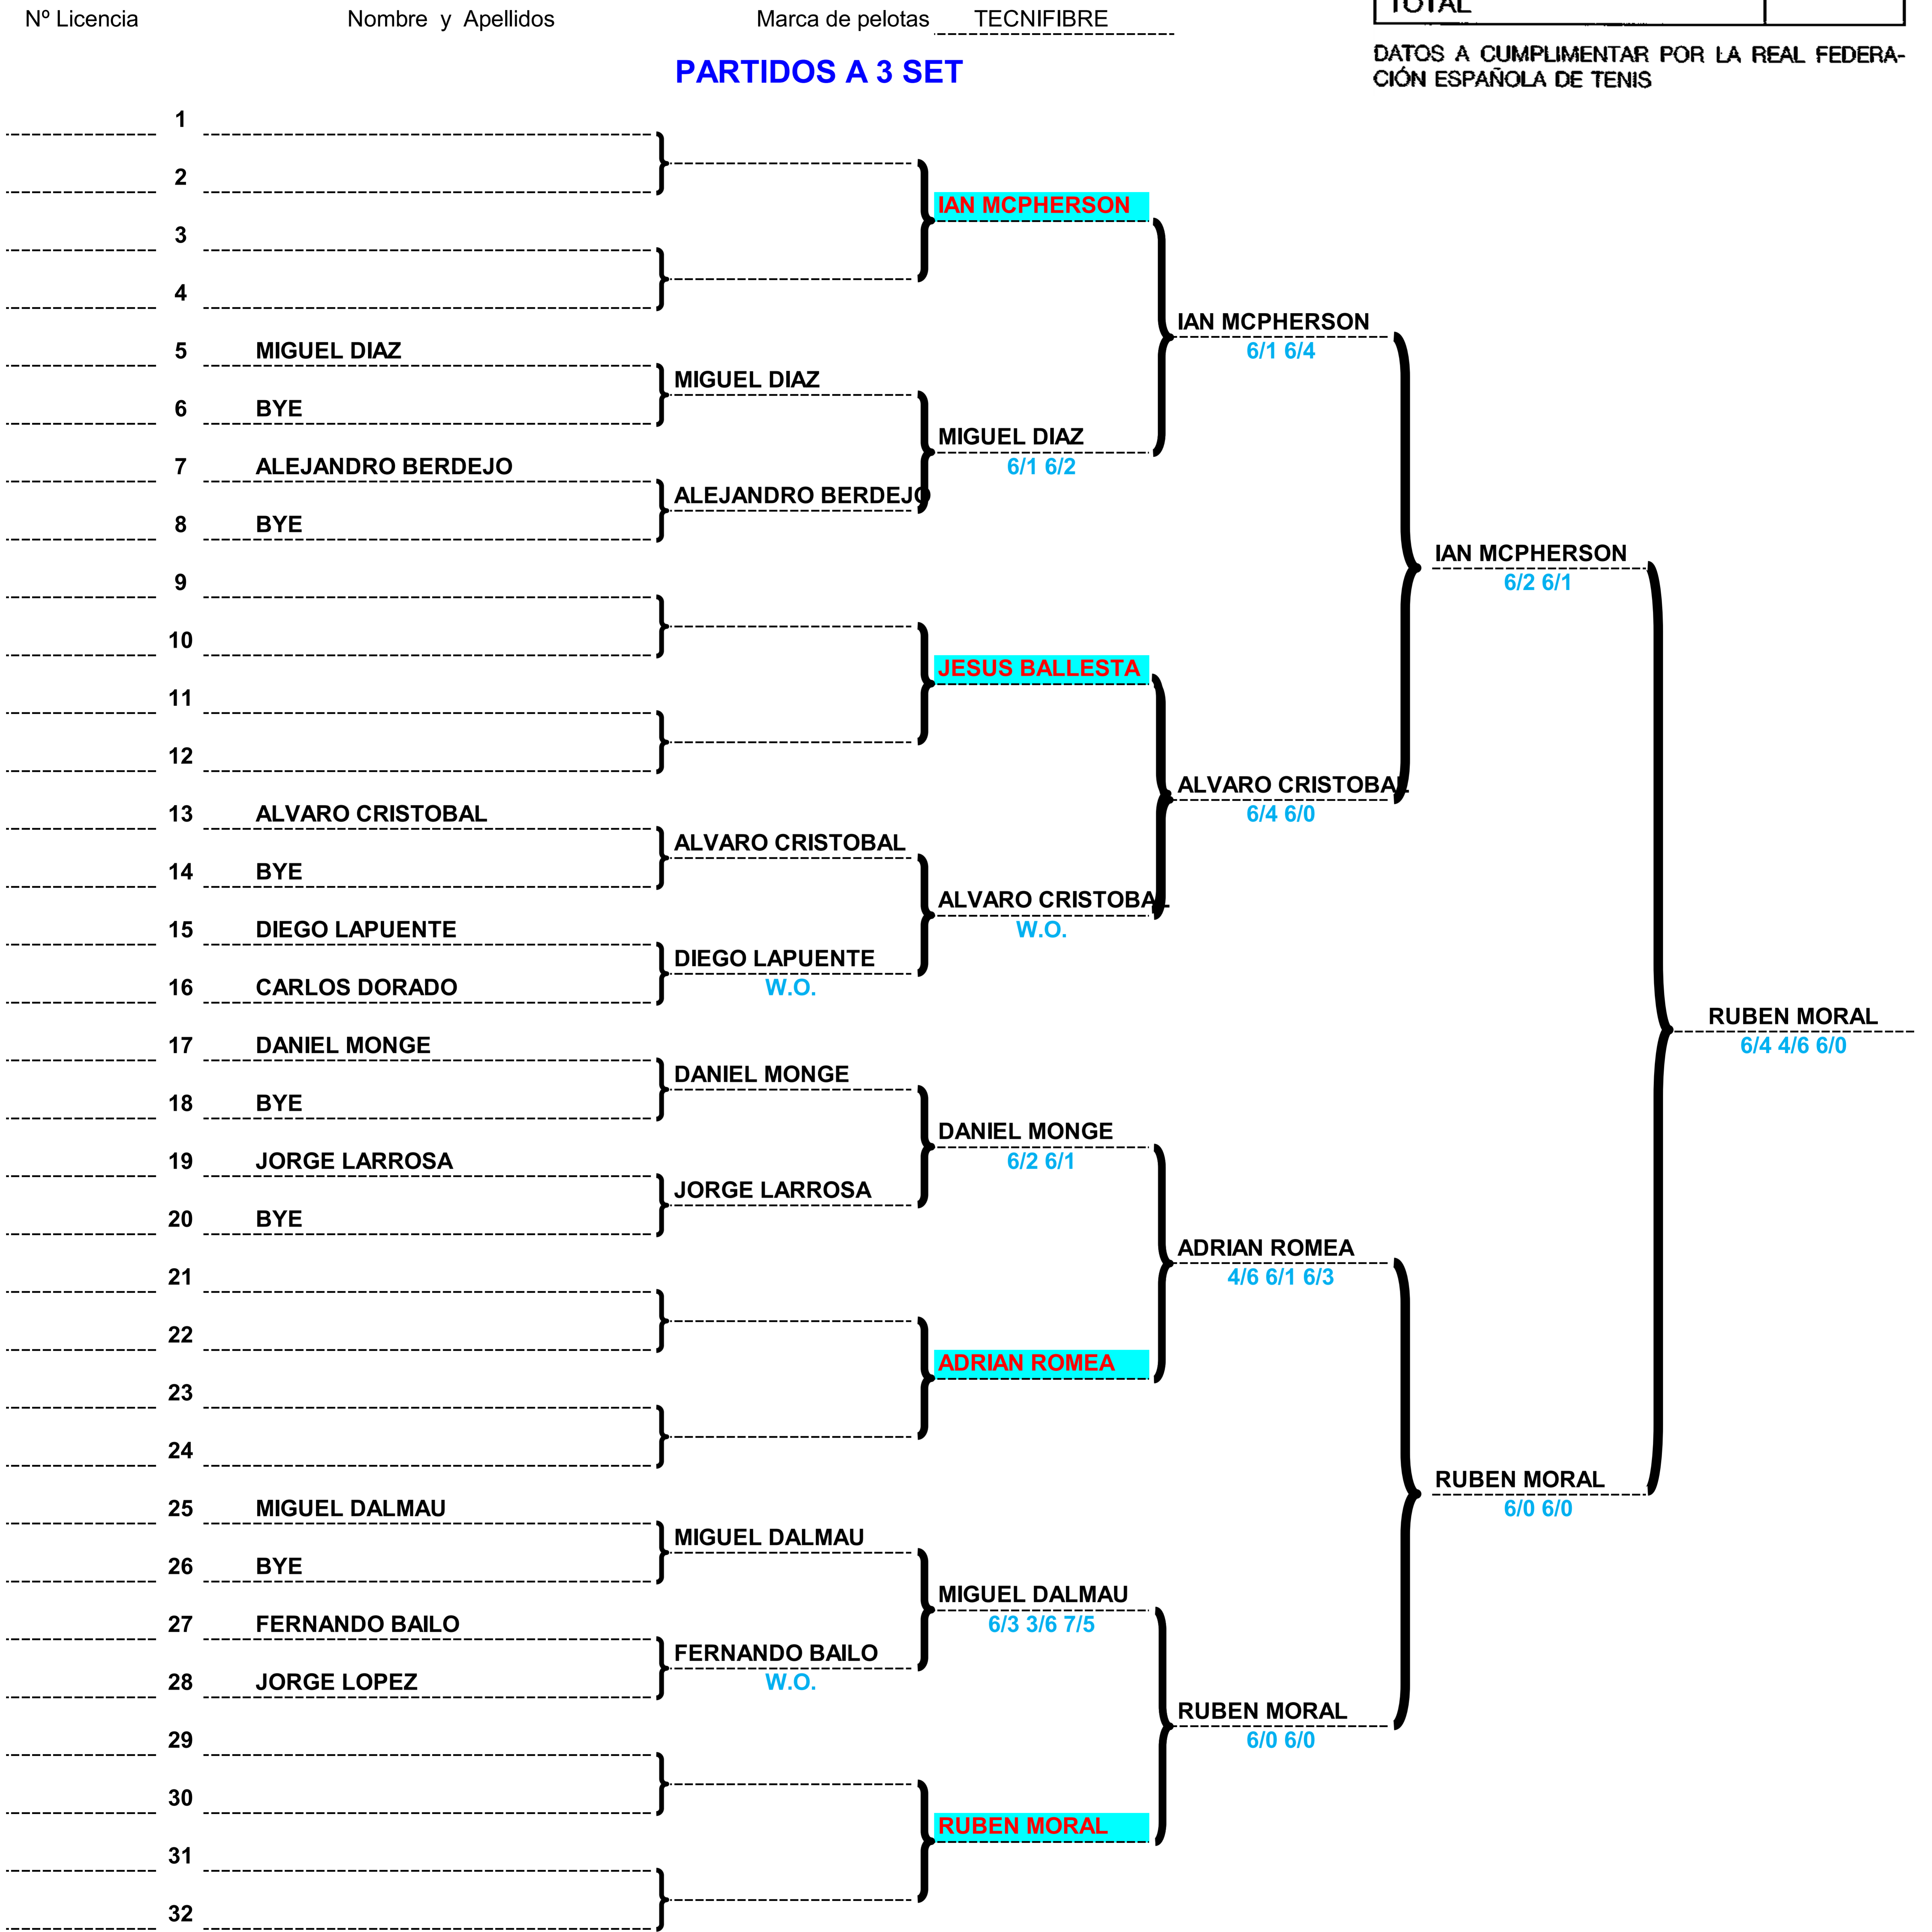 TOTAL
Nº Licencia Nombre y Apellidos Marca de pelotas TECNIFIBRE
DATOS A CUMPLIMENTAR POR LA REAL FEDERA-
CIÓN ESPAÑOLA DE TENIS
PARTIDOS A 3 SET
1
2
IAN MCPHERSON
3
4
IAN MCPHERSON
6/1 6/4
5 MIGUEL DIAZ
MIGUEL DIAZ
6 BYE
MIGUEL DIAZ
6/1 6/2
7 ALEJANDRO BERDEJO
ALEJANDRO BERDEJO
8 BYE
IAN MCPHERSON
6/2 6/1
9
10
JESUS BALLESTA
11
12
ALVARO CRISTOBAL
6/4 6/0
13 ALVARO CRISTOBAL
ALVARO CRISTOBAL
14 BYE
ALVARO CRISTOBAL
W.O.
15 DIEGO LAPUENTE
DIEGO LAPUENTE
W.O.
16 CARLOS DORADO
RUBEN MORAL
6/4 4/6 6/0
17 DANIEL MONGE
DANIEL MONGE
18 BYE
DANIEL MONGE
6/2 6/1
19 JORGE LARROSA
JORGE LARROSA
20 BYE
ADRIAN ROMEA
4/6 6/1 6/3
21
22
ADRIAN ROMEA
23
24
RUBEN MORAL
6/0 6/0
25 MIGUEL DALMAU
MIGUEL DALMAU
26 BYE
MIGUEL DALMAU
6/3 3/6 7/5
27 FERNANDO BAILO
FERNANDO BAILO
W.O.
28 JORGE LOPEZ
RUBEN MORAL
6/0 6/0
29
30
RUBEN MORAL
31
32